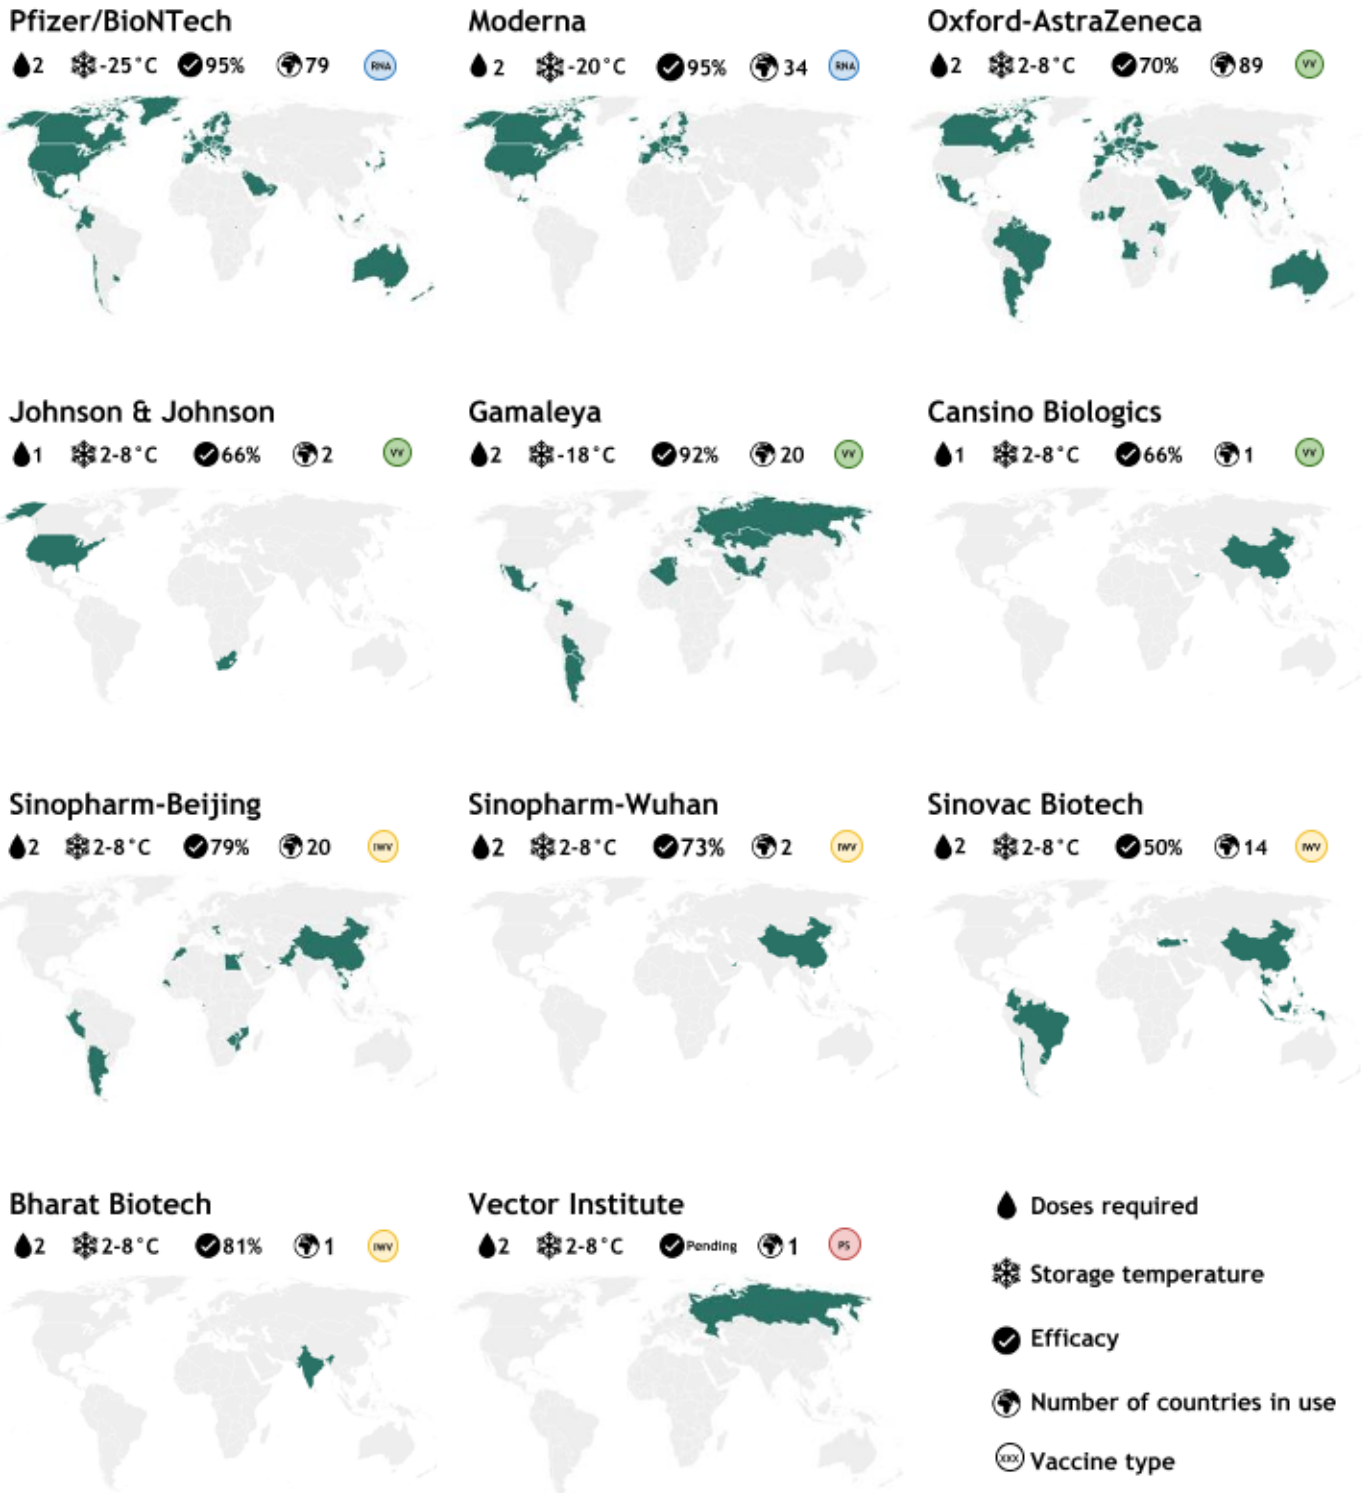 Pfizer/BioNTech
2 -25°C 95% 79 RNA
Moderna
2 -20°C 95% 34 RNA
Oxford-AstraZeneca
2 2-8°C 70% 89 VV
Johnson & Johnson
1 2-8°C 66% 2 VV
Gamaleya
2 -18°C 92% 20 VV
Cansino Biologics
1 2-8°C 66% 1 VV
Sinopharm-Beijing
2 2-8°C 79% 20 IWV
Sinopharm-Wuhan
2 2-8°C 73% 2 IWV
Sinovac Biotech
2 2-8°C 50% 14 IWV
Bharat Biotech
2 2-8°C 81% 1 IWV
Vector Institute
2 2-8°C Pending 1 PS
Doses required
Storage temperature
Efficacy
Number of countries in use
XXX Vaccine type